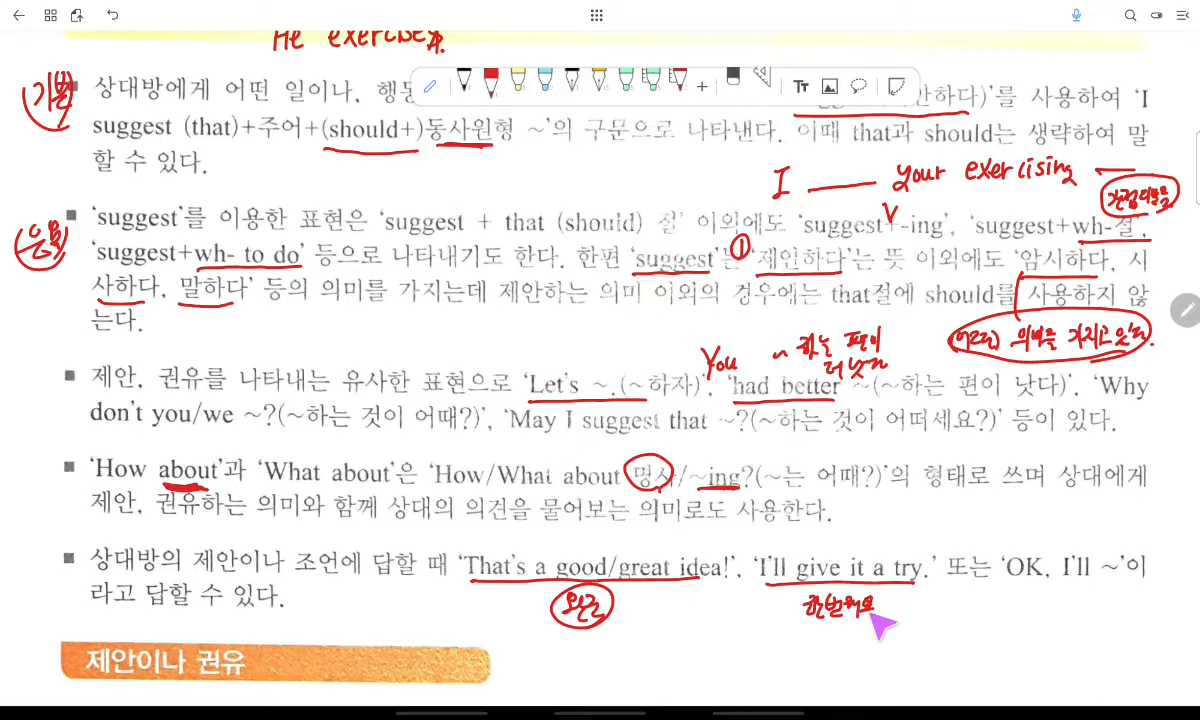 He exercises.
기본
상대방에게 어떤 일이나, 행동
안하다)’를 사용하여 ‘I
suggest (that)+주어+(should+)동사원형 ~’의 구문으로 나타낸다. 이때 that과 should는 생략하여 말
할 수 있다.
I your exercising
응용
‘suggest’를 이용한 표현은 ‘suggest + that (should) 절’ 이외에도 ‘suggest+-ing’, ‘suggest+wh-절’,
‘suggest+wh- to do’ 등으로 나타내기도 한다. 한편 ‘suggest’는 ① ‘제안하다’는 뜻 이외에도 ‘암시하다, 시
사하다, 말하다’ 등의 의미를 가지는데 제안하는 의미 이외의 경우에는 that절에 should를 사용하지 않
는다.
의미를 가지고
You ~ 하는 편이
더 낫다
제안, 권유를 나타내는 유사한 표현으로 ‘Let's ~.(~하자)’, ‘had better ~(~하는 편이 낫다)’, ‘Why
don't you/we ~?(~하는 것이 어때?)’, ‘May I suggest that ~?(~하는 것이 어떠세요?)’ 등이 있다.
‘How about’과 ‘What about’은 ‘How/What about 명사/~ing?(~는 어때?)’의 형태로 쓰며 상대에게
제안, 권유하는 의미와 함께 상대의 의견을 물어보는 의미로도 사용한다.
상대방의 제안이나 조언에 답할 때 ‘That's a good/great idea!’, ‘I'll give it a try.’ 또는 ‘OK, I'll ~’이
라고 답할 수 있다.
제안이나 권유